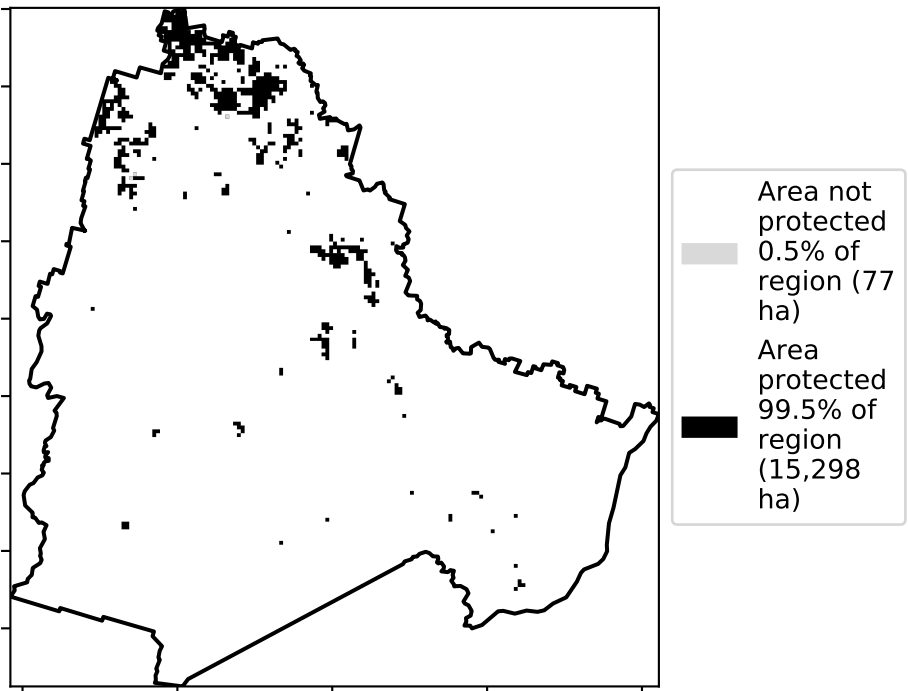 Area not
protected
0.5% of
region (77
ha)
Area
protected
99.5% of
region
(15,298
ha)